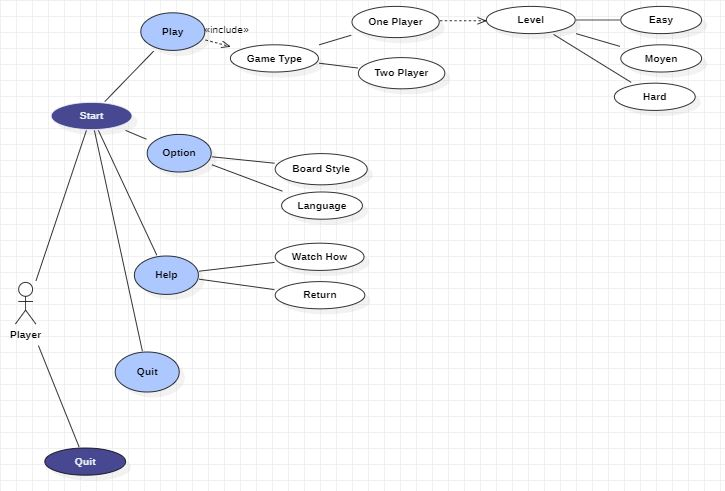 One Player
Level
Easy
Play
«include»
Game Type
Moyen
Two Player
Hard
Start
Option
Board Style
Language
Watch How
Help
Return
Player
Quit
Quit